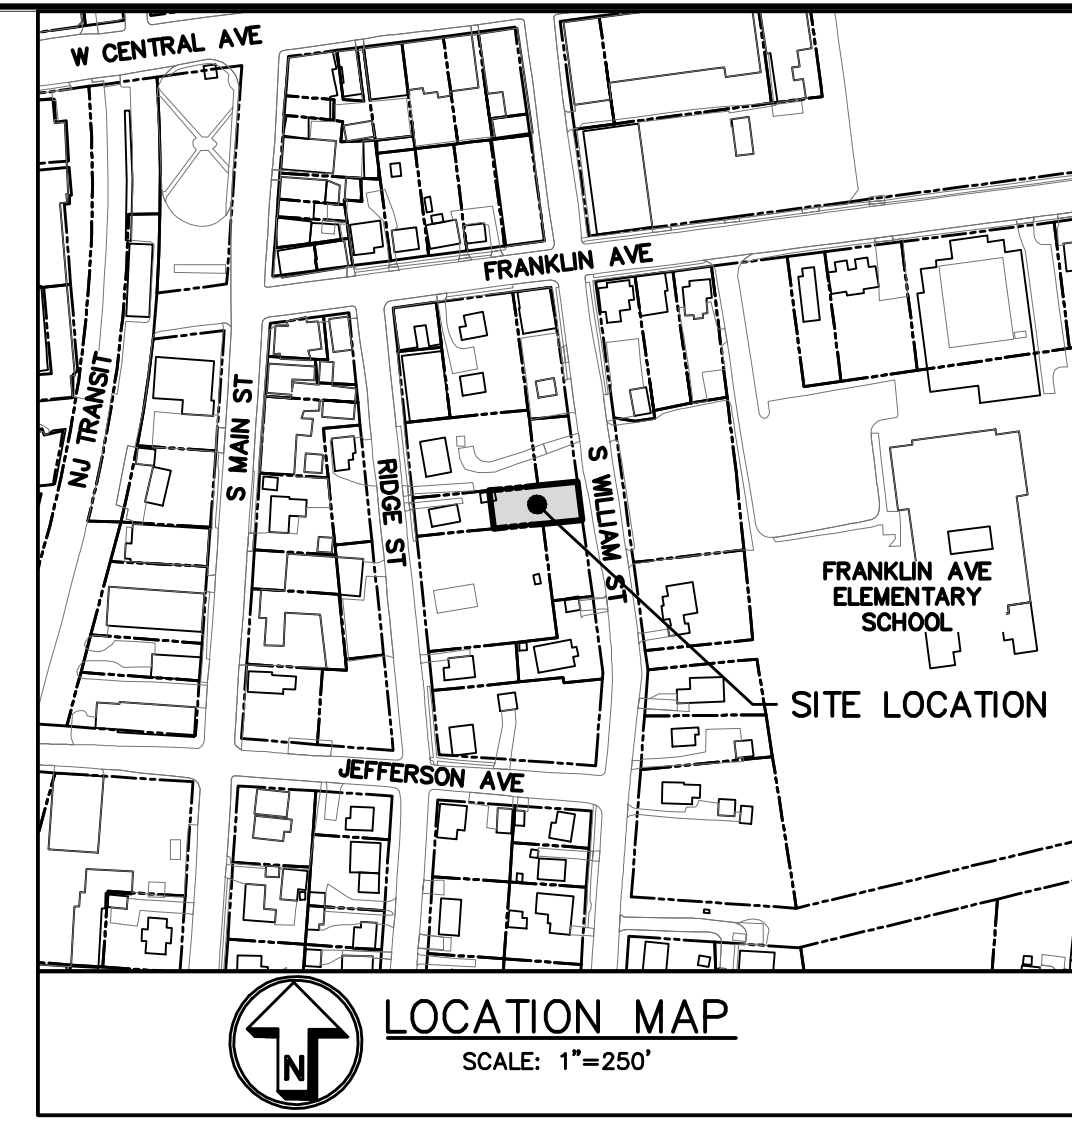 W CENTRAL AVE
FRANKLIN AVE
NJ TRANSIT
S MAIN ST
RIDGE ST
S WILLIAM ST
FRANKLIN AVE
ELEMENTARY
SCHOOL
SITE LOCATION
JEFFERSON AVE
LOCATION MAP
SCALE: 1"=250'
N